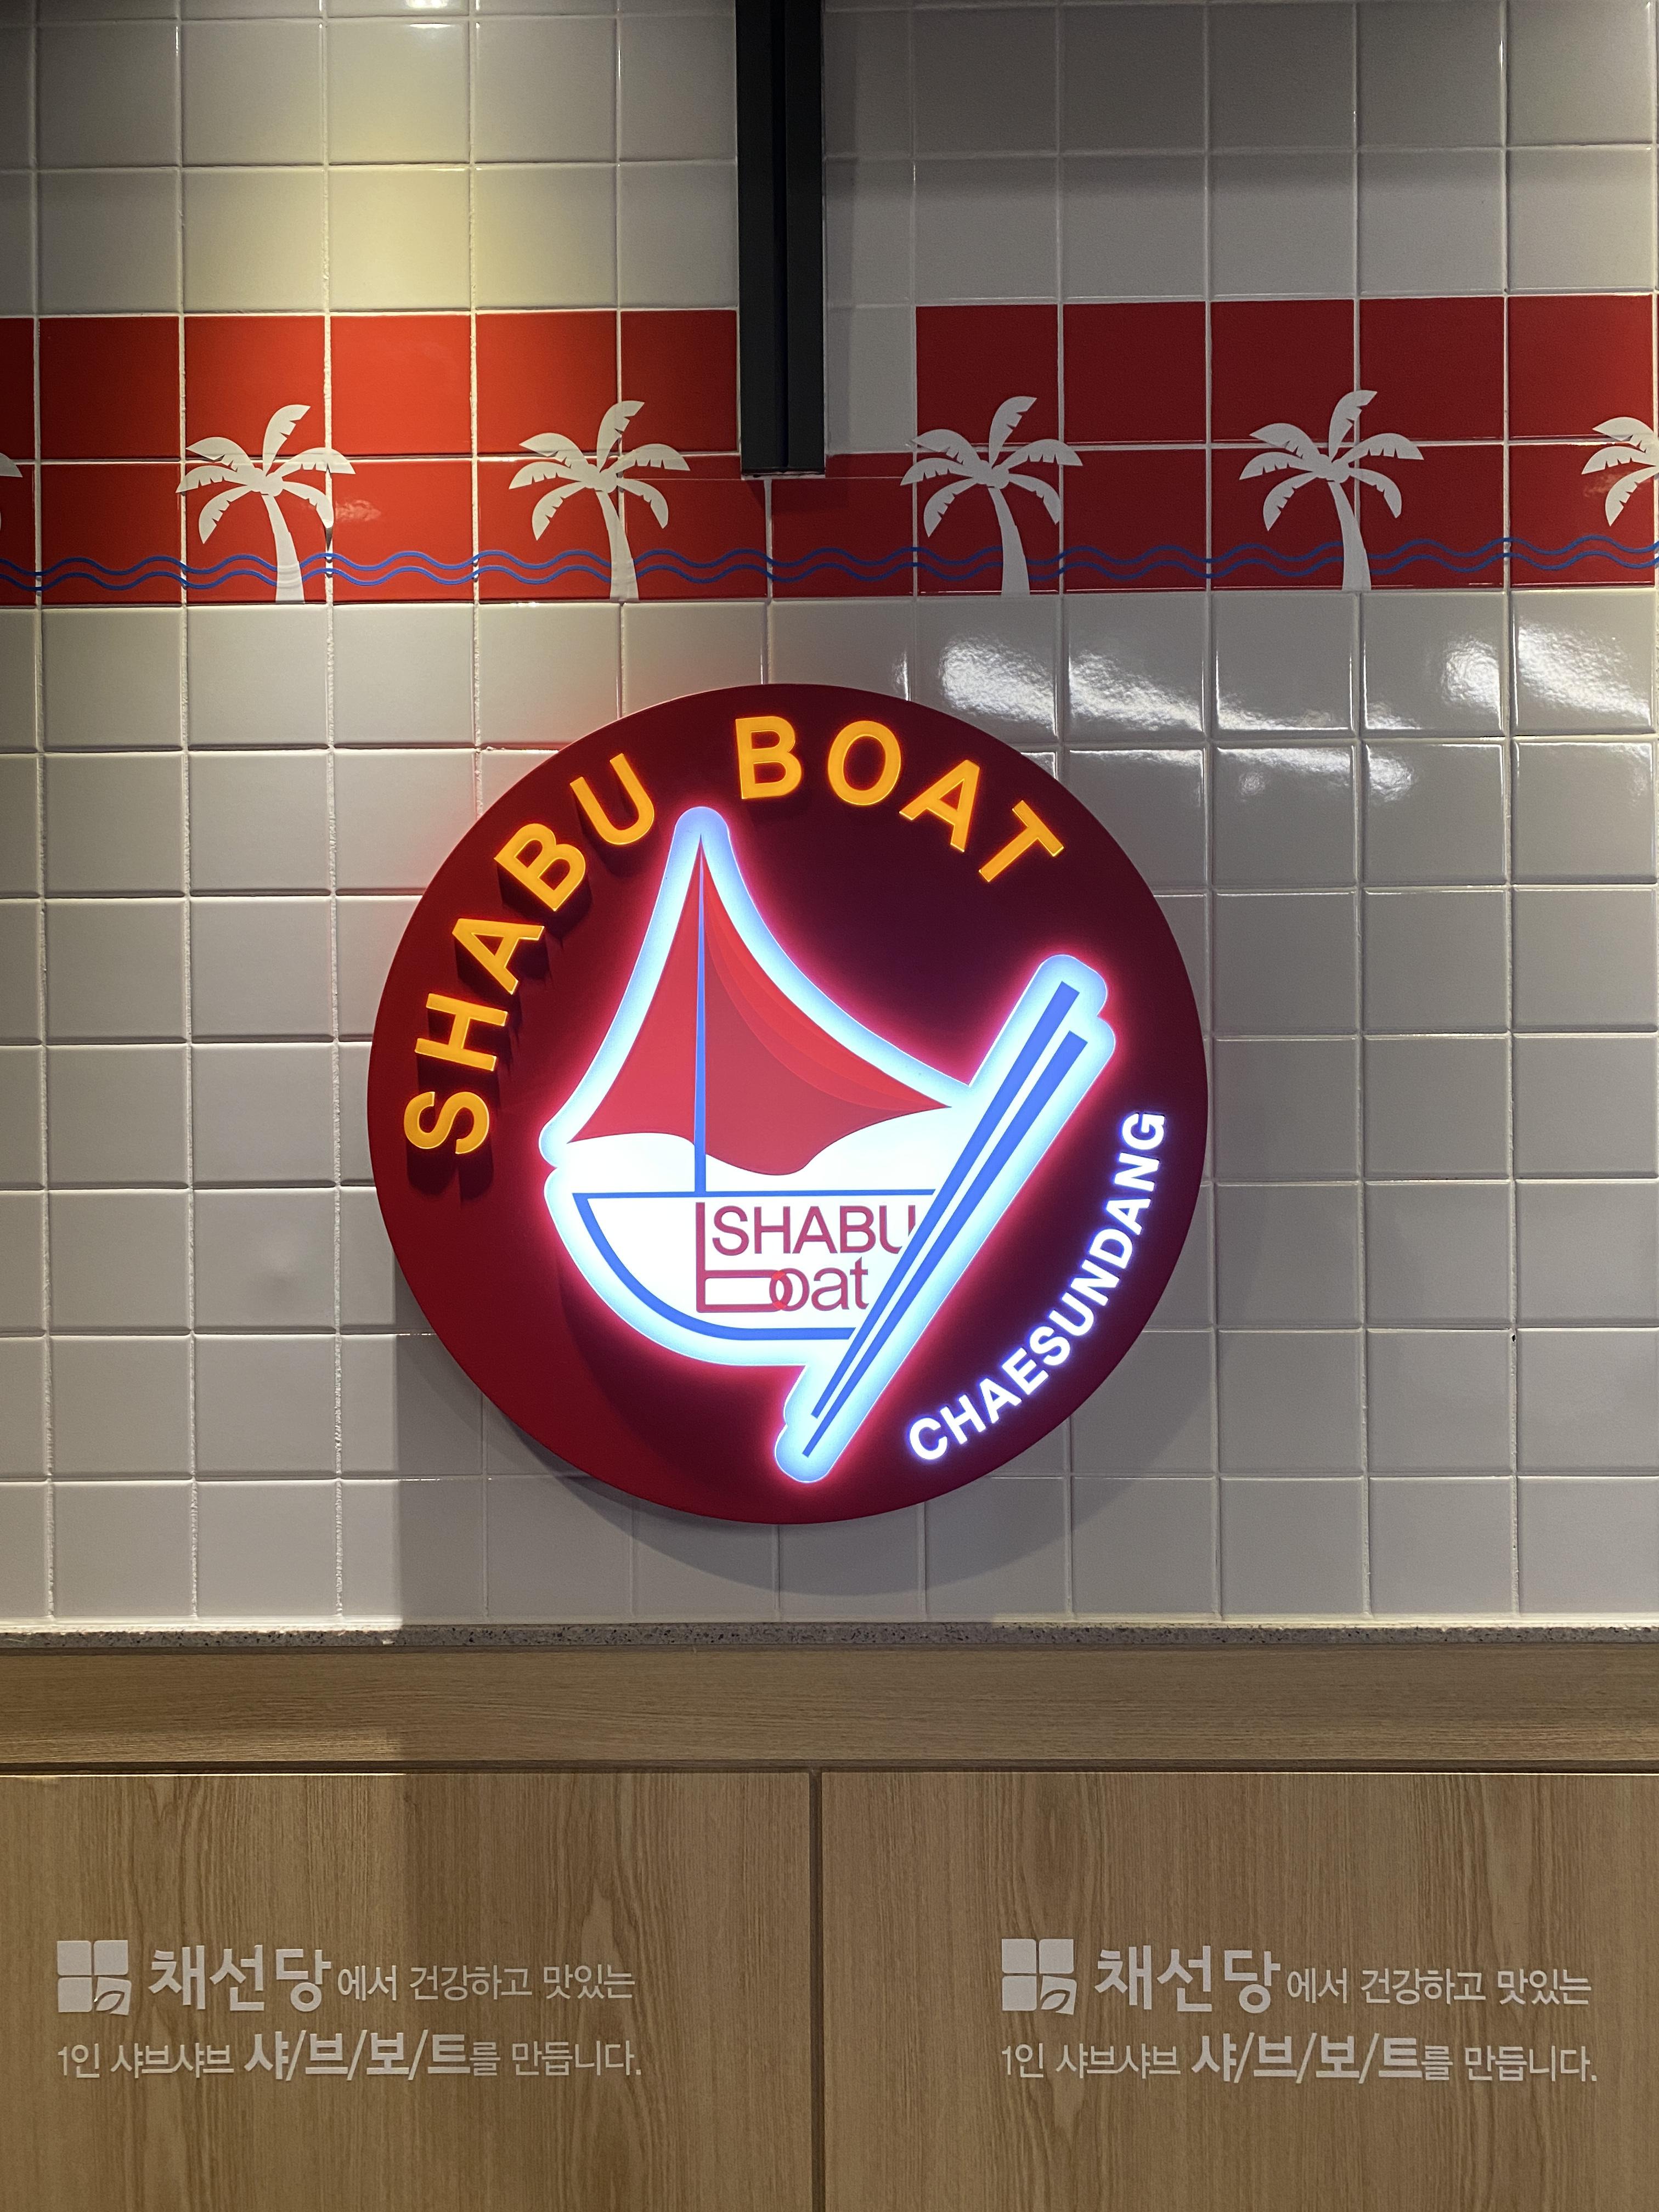 SHABU BOAT
SHABU
boat
CHAESUNDANG
채선당에서 건강하고 맛있는
1인 샤브샤브 샤/브/보/트를 만듭니다.
채선당에서 건강하고 맛있는
1인 샤브샤브 샤/브/보/트를 만듭니다.